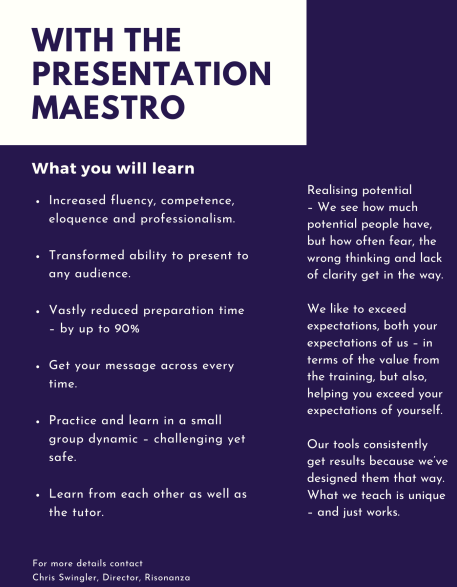 WITH THE
PRESENTATION
MAESTRO
What you will learn
• Increased fluency, competence,
eloquence and professionalism.
• Transformed ability to present to
any audience.
• Vastly reduced preparation time
– by up to 90%
• Get your message across every
time.
• Practice and learn in a small
group dynamic – challenging yet
safe.
• Learn from each other as well as
the tutor.
For more details contact
Chris Swingler, Director, Risonanza
Realising potential
– We see how much
potential people have,
but how often fear, the
wrong thinking and lack
of clarity get in the way.
We like to exceed
expectations, both your
expectations of us – in
terms of the value from
the training, but also,
helping you exceed your
expectations of yourself.
Our tools consistently
get results because we've
designed them that way.
What we teach is unique
– and just works.